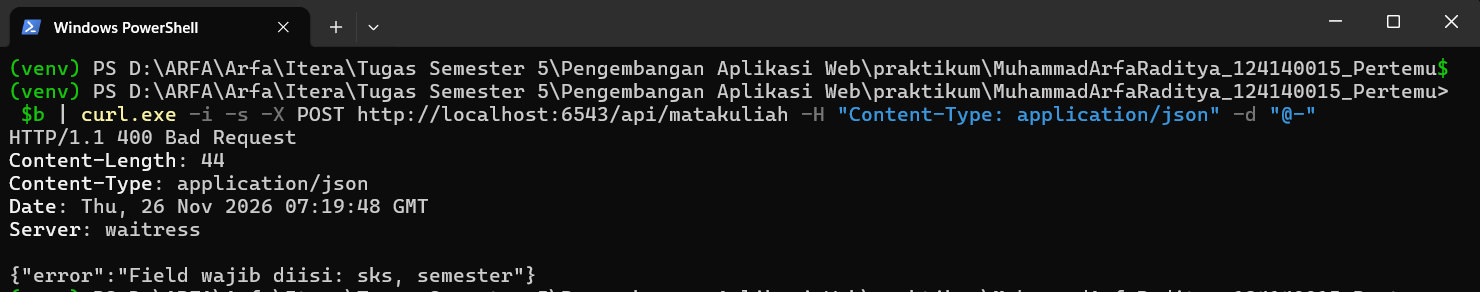 Windows PowerShell
(venv) PS D:\ARFA\Arfa\Itera\Tugas Semester 5\Pengembangan Aplikasi Web\praktikum\MuhammadArfaRaditya_124140015_Pertemu$
(venv) PS D:\ARFA\Arfa\Itera\Tugas Semester 5\Pengembangan Aplikasi Web\praktikum\MuhammadArfaRaditya_124140015_Pertemu>
$b | curl.exe -i -s -X POST http://localhost:6543/api/matakuliah -H "Content-Type: application/json" -d "@-"
HTTP/1.1 400 Bad Request
Content-Length: 44
Content-Type: application/json
Date: Thu, 26 Nov 2026 07:19:48 GMT
Server: waitress
{"error":"Field wajib diisi: sks, semester"}